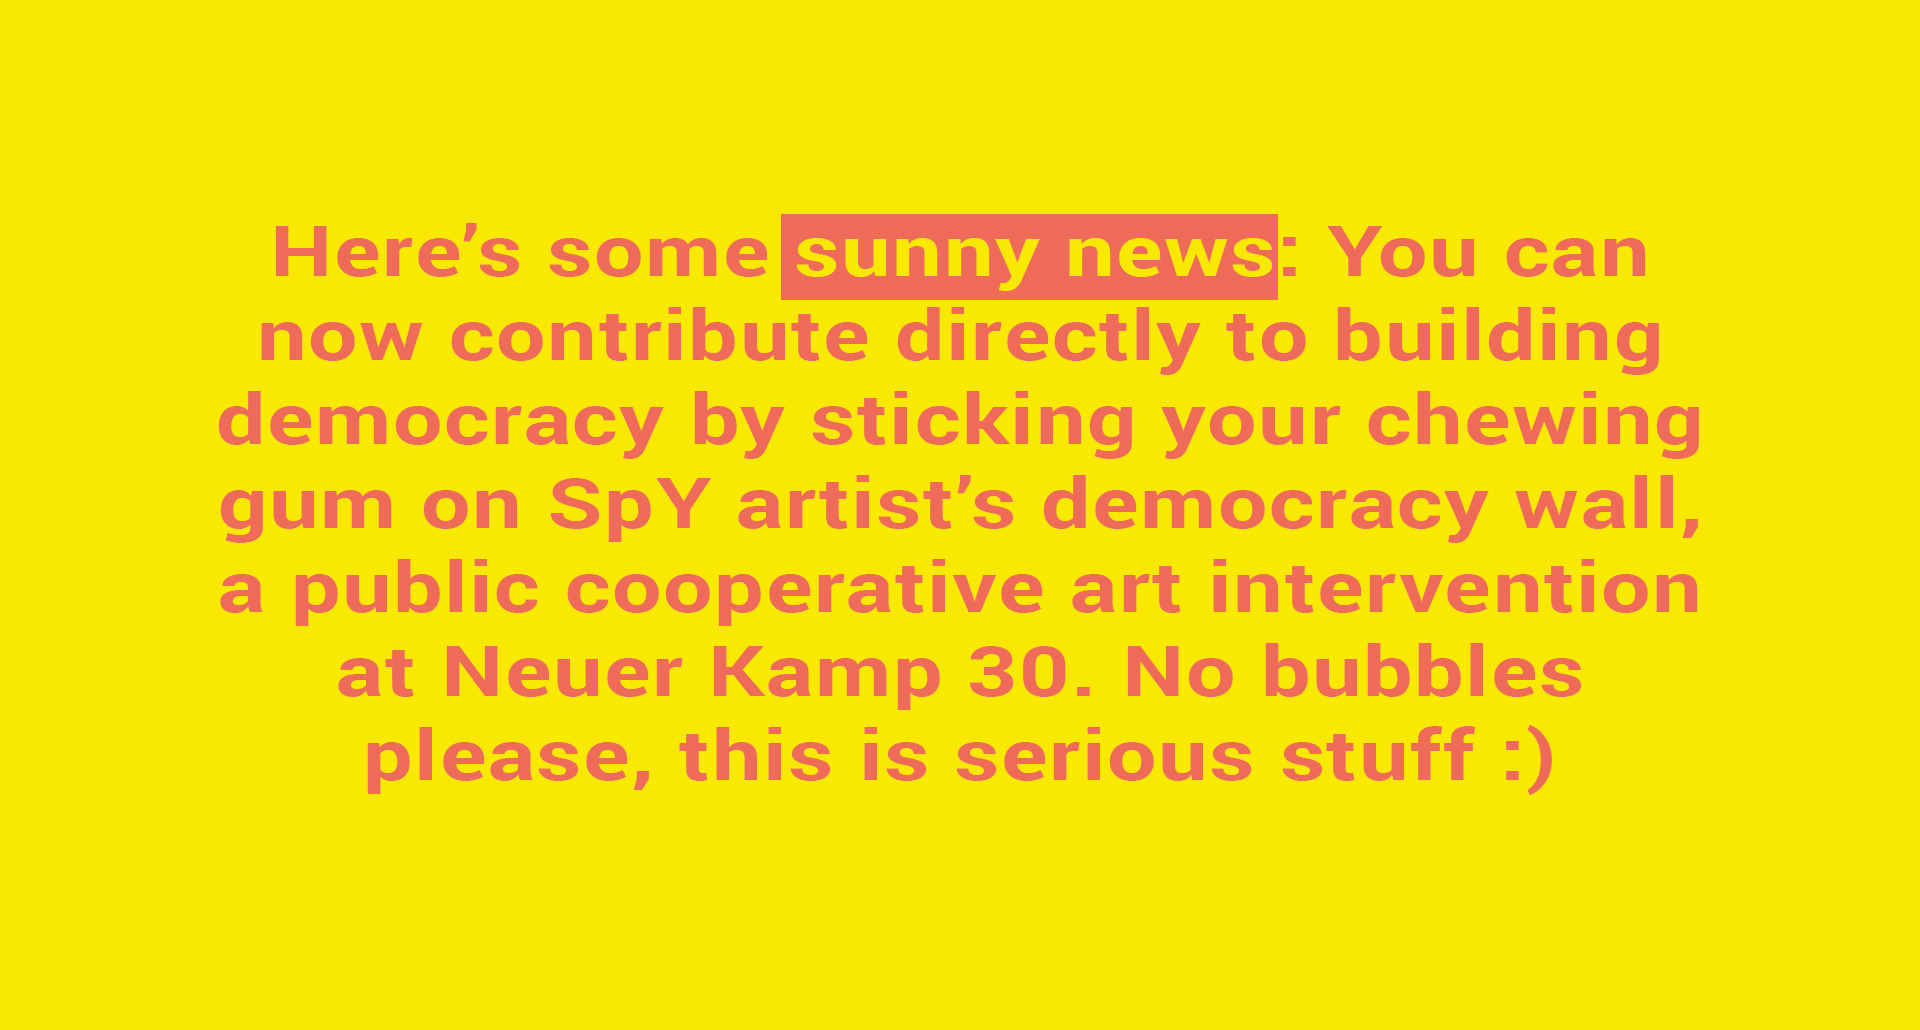 Here’s some sunny news: You can
now contribute directly to building
democracy by sticking your chewing
gum on SpY artist’s democracy wall,
a public cooperative art intervention
at Neuer Kamp 30. No bubbles
please, this is serious stuff :)